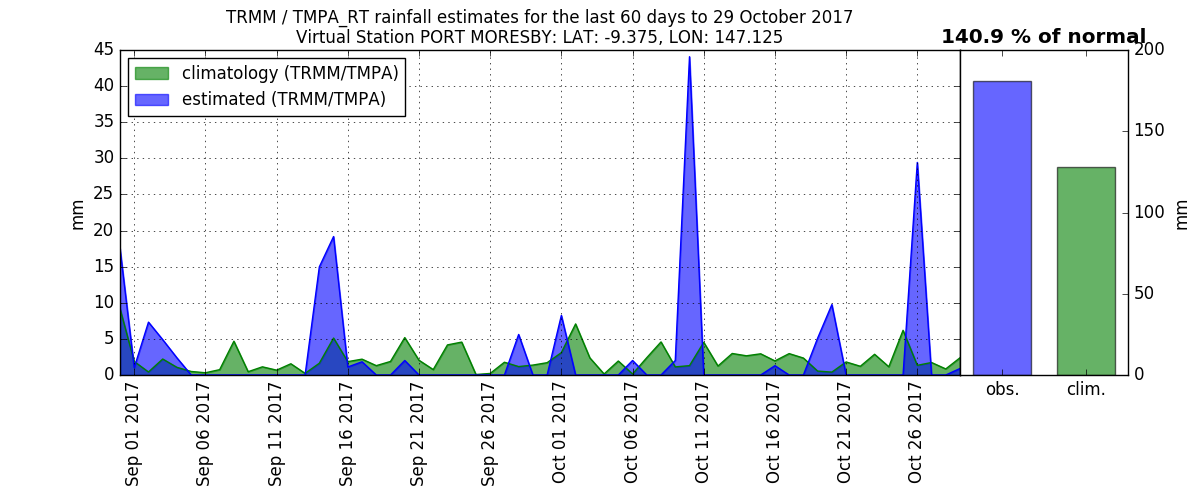 TRMM / TMPA_RT rainfall estimates for the last 60 days to 29 October 2017
Virtual Station PORT MORESBY: LAT: -9.375, LON: 147.125
140.9 % of normal
climatology (TRMM/TMPA)
estimated (TRMM/TMPA)
mm
45
40
35
30
25
20
15
10
5
0
Sep 01 2017
Sep 06 2017
Sep 11 2017
Sep 16 2017
Sep 21 2017
Sep 26 2017
Oct 01 2017
Oct 06 2017
Oct 11 2017
Oct 16 2017
Oct 21 2017
Oct 26 2017
obs.
clim.
200
150
100
50
0
mm